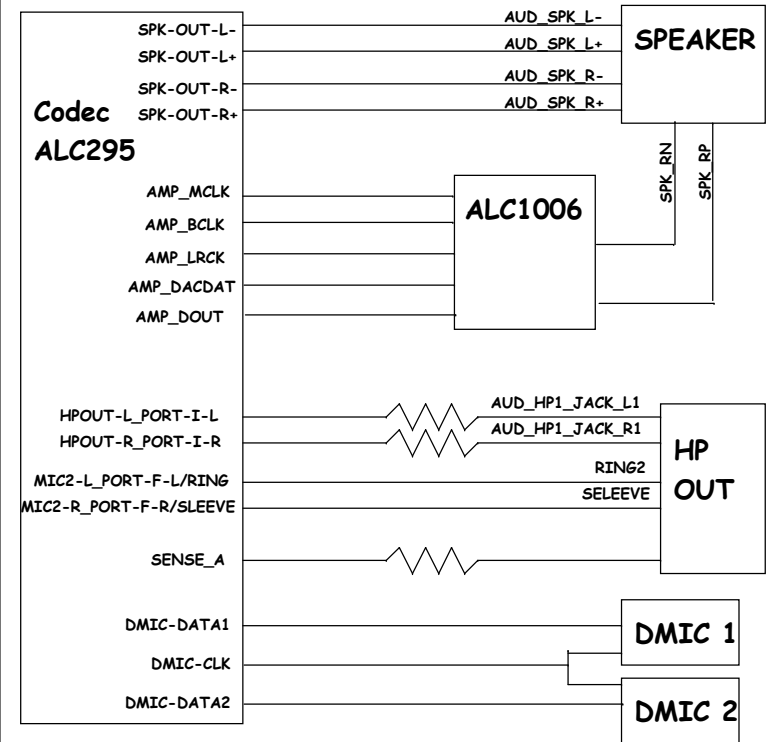 SPK-OUT-L-
SPK-OUT-L+
SPK-OUT-R-
SPK-OUT-R+
Codec
ALC295
AUD_SPK_L-
AUD_SPK_L+
AUD_SPK_R-
AUD_SPK_R+
SPEAKER
SPK_RN
SPK_RP
AMP_MCLK
AMP_BCLK
AMP_LRCK
AMP_DACDAT
AMP_DOUT
ALC1006
HPOUT-L_PORT-I-L
HPOUT-R_PORT-I-R
MIC2-L_PORT-F-L/RING
MIC2-R_PORT-F-R/SLEEVE
SENSE_A
AUD_HP1_JACK_L1
AUD_HP1_JACK_R1
RING2
SELEEVE
HP
OUT
DMIC-DATA1
DMIC-CLK
DMIC-DATA2
DMIC 1
DMIC 2